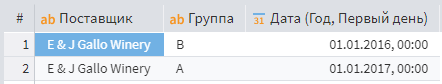 # ab Поставщик ab Группа 31 Дата (Год, Первый день)
1 E & J Gallo Winery B 01.01.2016, 00:00
2 E & J Gallo Winery A 01.01.2017, 00:00